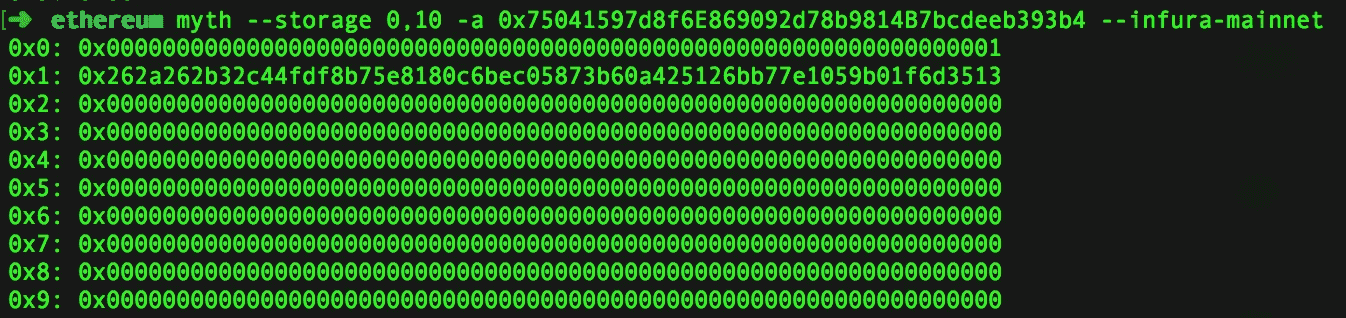 [➜ ethereum myth --storage 0,10 -a 0x75041597d8f6E869092d78b9814B7bcdeeb393b4 --infura-mainnet
0x0: 0x0000000000000000000000000000000000000000000000000000000000000001
0x1: 0x262a262b32c44fdf8b75e8180c6bec05873b60a425126bb77e1059b01f6d3513
0x2: 0x0000000000000000000000000000000000000000000000000000000000000000
0x3: 0x0000000000000000000000000000000000000000000000000000000000000000
0x4: 0x0000000000000000000000000000000000000000000000000000000000000000
0x5: 0x0000000000000000000000000000000000000000000000000000000000000000
0x6: 0x0000000000000000000000000000000000000000000000000000000000000000
0x7: 0x0000000000000000000000000000000000000000000000000000000000000000
0x8: 0x0000000000000000000000000000000000000000000000000000000000000000
0x9: 0x0000000000000000000000000000000000000000000000000000000000000000